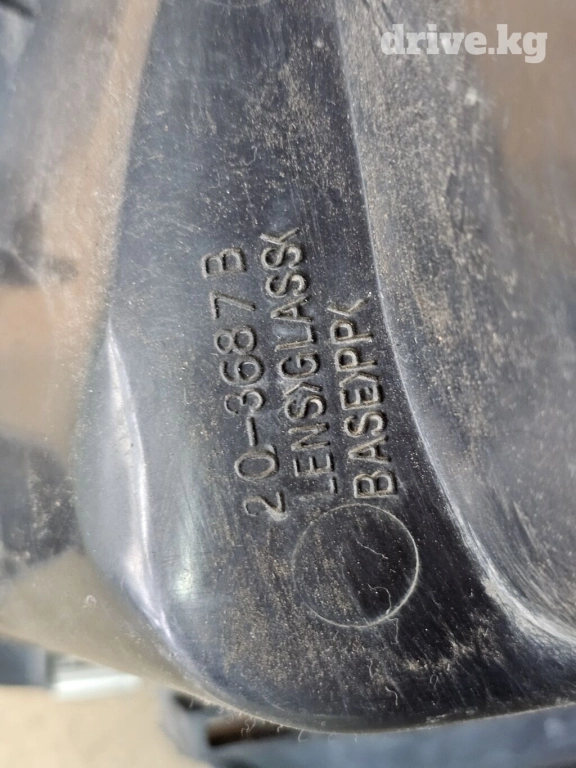 drive.kg
20-3687B
LENS>GLASS<
BASE>PP<